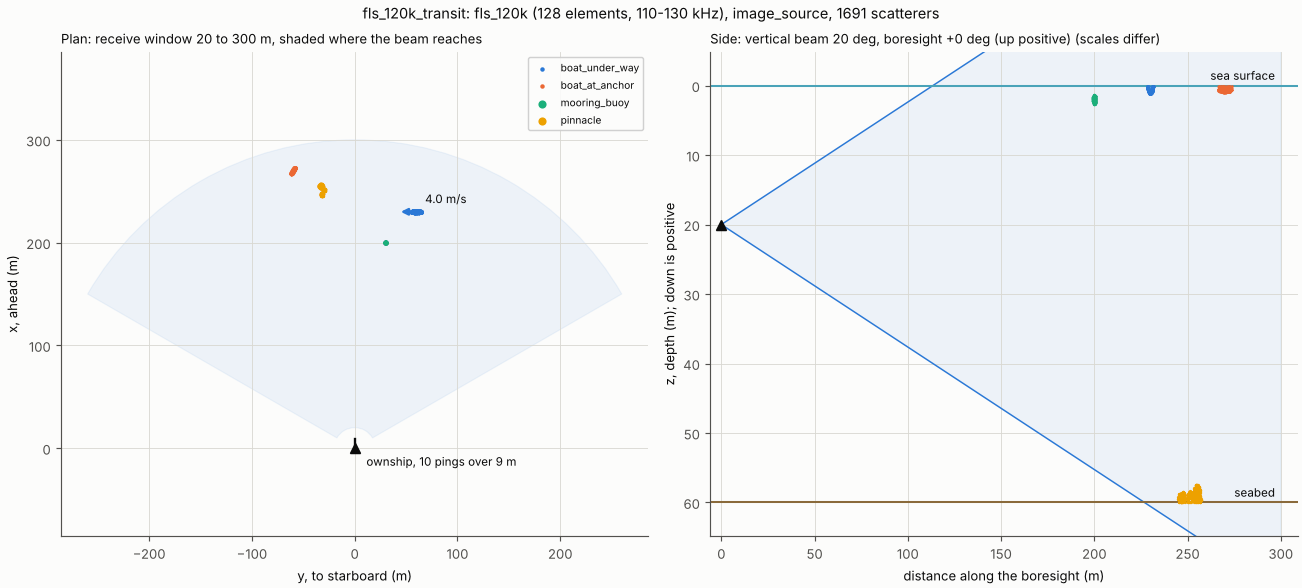 fls_120k_transit: fls_120k (128 elements, 110-130 kHz), image_source, 1691 scatterers
Plan: receive window 20 to 300 m, shaded where the beam reaches
boat_under_way
boat_at_anchor
mooring_buoy
pinnacle
4.0 m/s
ownship, 10 pings over 9 m
300
200
100
0
−200
−100
0
100
200
x, ahead (m)
y, to starboard (m)
Side: vertical beam 20 deg, boresight +0 deg (up positive) (scales differ)
sea surface
seabed
0
10
20
30
40
50
60
0
50
100
150
200
250
300
z, depth (m); down is positive
distance along the boresight (m)